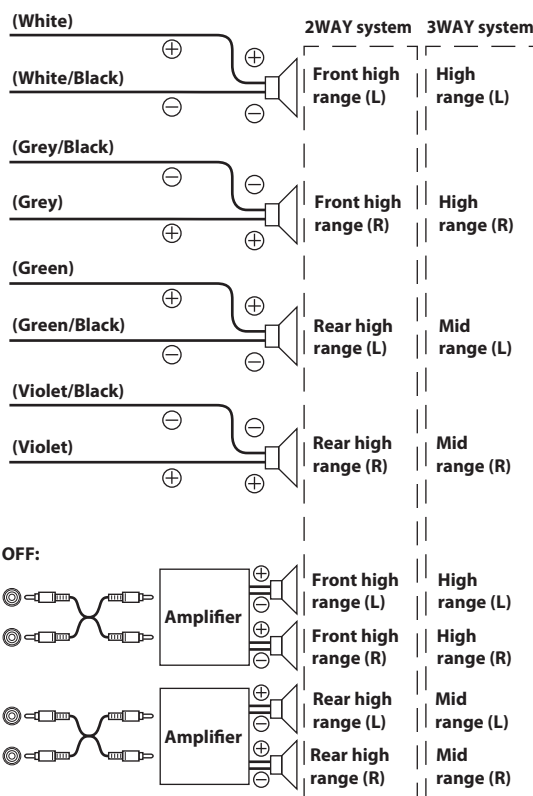 (White)
2WAY system
3WAY system
⊕
⊕
(White/Black)
Front high
range (L)
High
range (L)
⊖
⊖
(Grey/Black)
⊖
⊖
(Grey)
Front high
range (R)
High
range (R)
⊕
⊕
(Green)
⊕
⊕
(Green/Black)
Rear high
range (L)
Mid
range (L)
⊖
⊖
(Violet/Black)
⊖
⊖
(Violet)
Rear high
range (R)
Mid
range (R)
⊕
⊕
OFF:
Amplifier
⊕
⊖
Front high
range (L)
High
range (L)
⊕
⊖
Front high
range (R)
High
range (R)
Amplifier
⊕
⊖
Rear high
range (L)
Mid
range (L)
⊕
⊖
Rear high
range (R)
Mid
range (R)